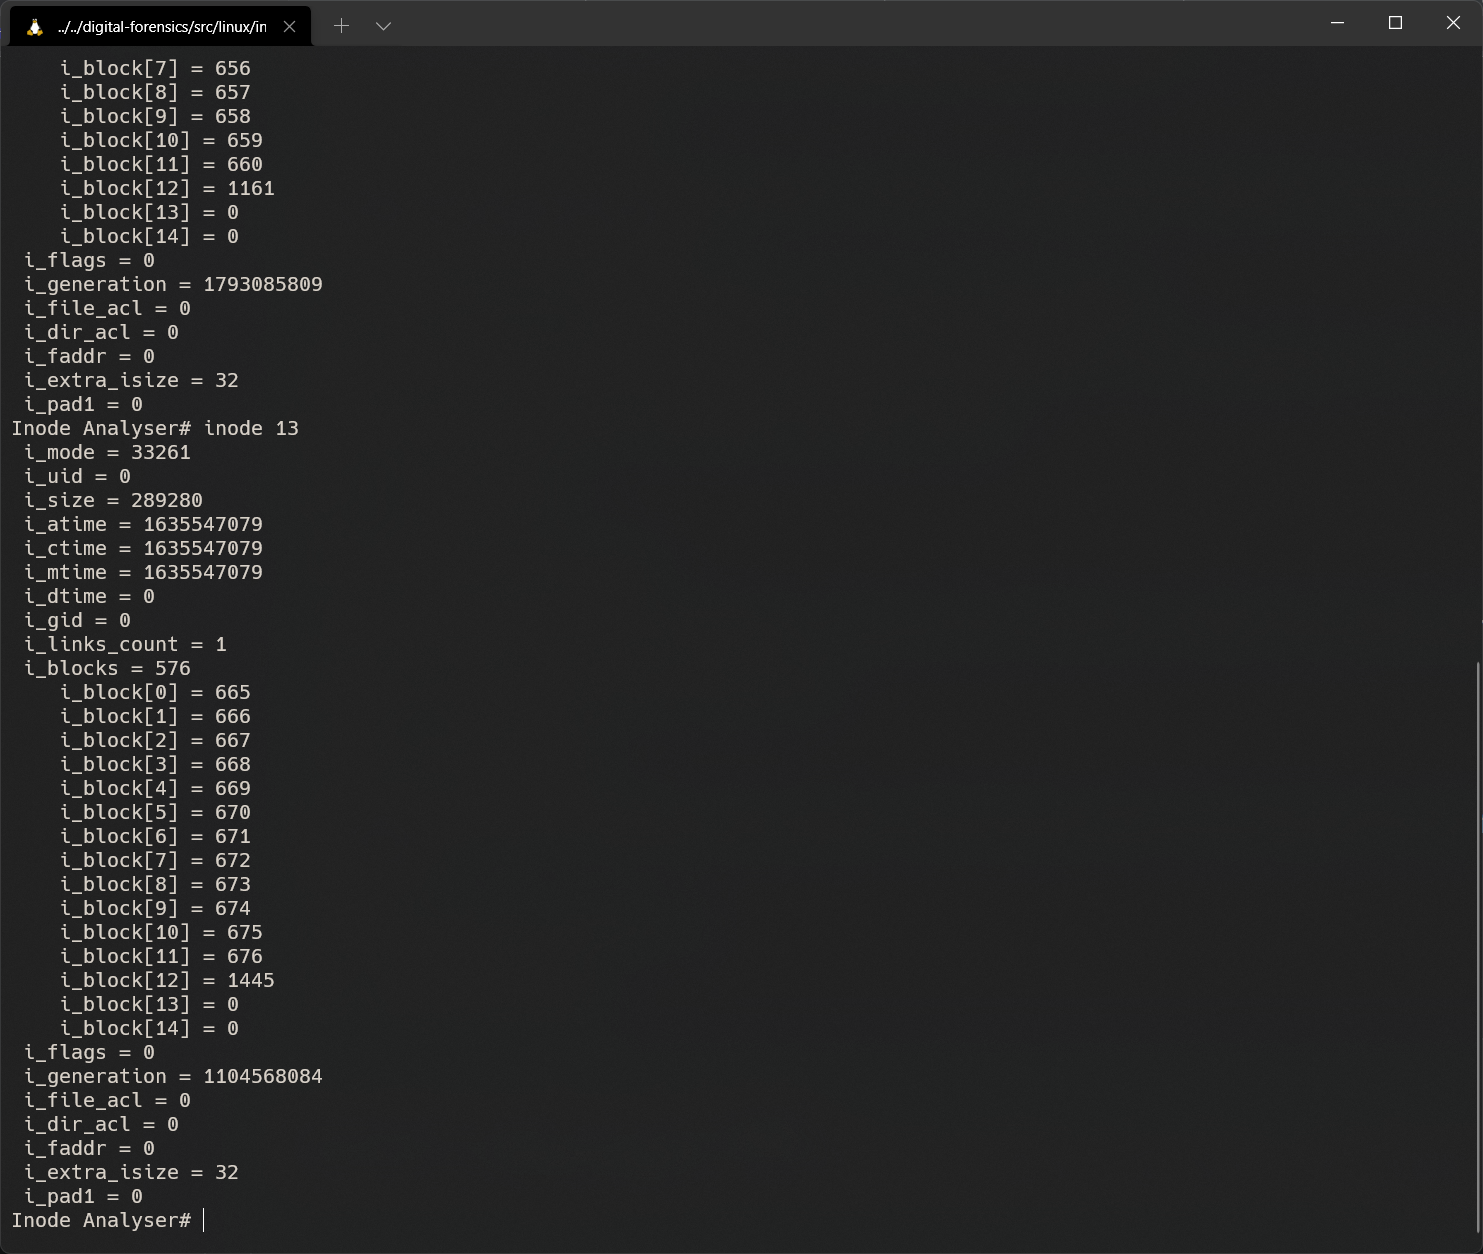 ../../digital-forensics/src/linux/in
i_block[7] = 656
i_block[8] = 657
i_block[9] = 658
i_block[10] = 659
i_block[11] = 660
i_block[12] = 1161
i_block[13] = 0
i_block[14] = 0
i_flags = 0
i_generation = 1793085809
i_file_acl = 0
i_dir_acl = 0
i_faddr = 0
i_extra_isize = 32
i_pad1 = 0
Inode Analyser# inode 13
i_mode = 33261
i_uid = 0
i_size = 289280
i_atime = 1635547079
i_ctime = 1635547079
i_mtime = 1635547079
i_dtime = 0
i_gid = 0
i_links_count = 1
i_blocks = 576
i_block[0] = 665
i_block[1] = 666
i_block[2] = 667
i_block[3] = 668
i_block[4] = 669
i_block[5] = 670
i_block[6] = 671
i_block[7] = 672
i_block[8] = 673
i_block[9] = 674
i_block[10] = 675
i_block[11] = 676
i_block[12] = 1445
i_block[13] = 0
i_block[14] = 0
i_flags = 0
i_generation = 1104568084
i_file_acl = 0
i_dir_acl = 0
i_faddr = 0
i_extra_isize = 32
i_pad1 = 0
Inode Analyser#